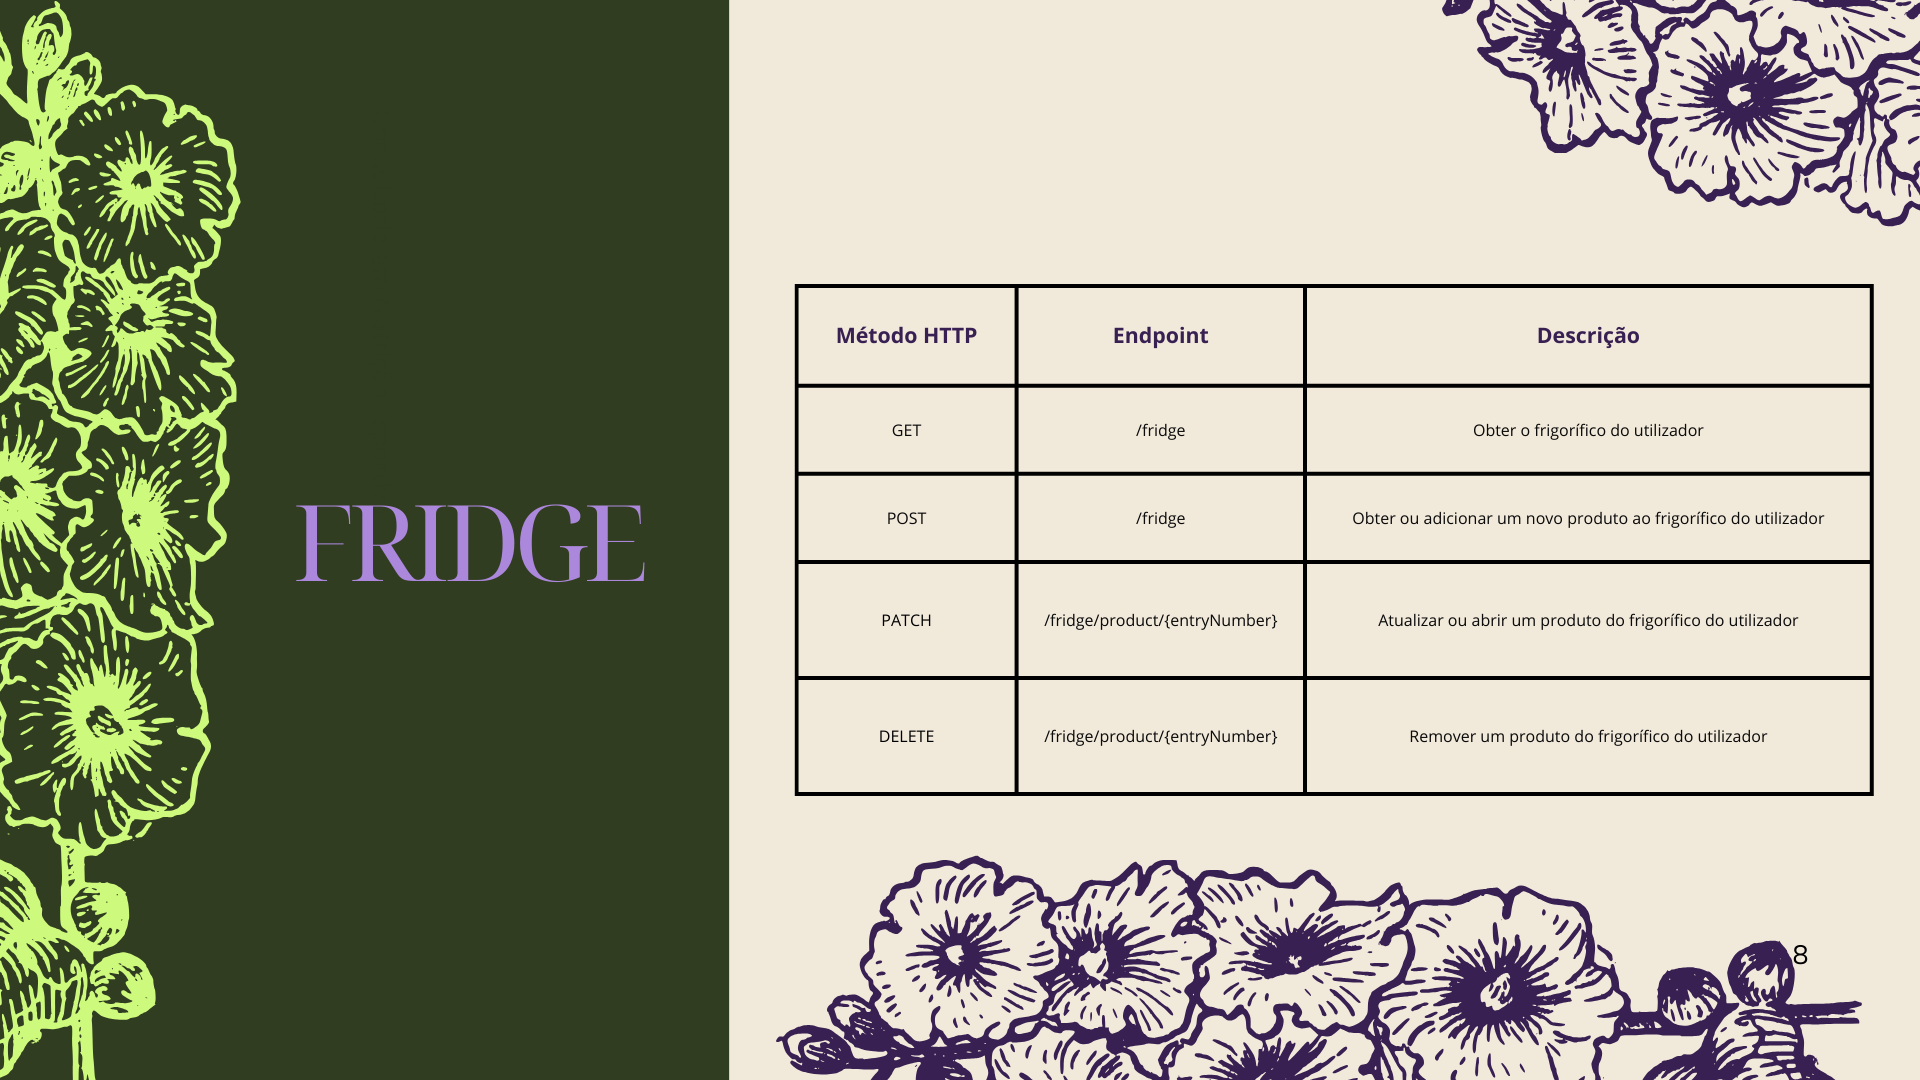 FRIDGE
Método HTTP Endpoint Descrição
GET /fridge Obter o frigorífico do utilizador
POST /fridge Obter ou adicionar um novo produto ao frigorífico do utilizador
PATCH /fridge/product/{entryNumber} Atualizar ou abrir um produto do frigorífico do utilizador
DELETE /fridge/product/{entryNumber} Remover um produto do frigorífico do utilizador
8